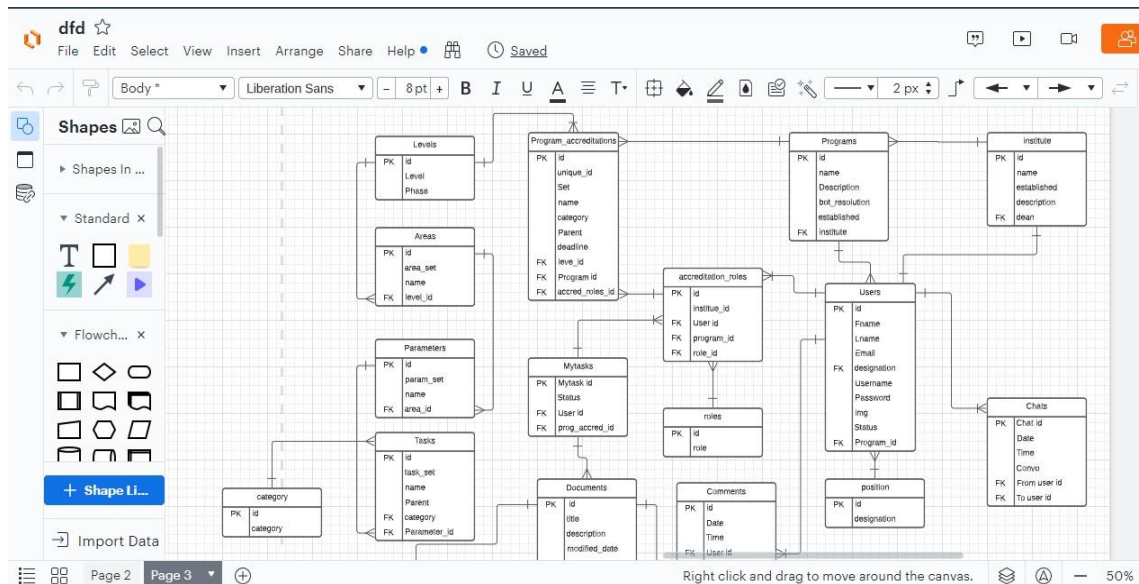 dfd
File Edit Select View Insert Arrange Share Help Saved
Body * Liberation Sans - 8 pt + B I U A T 2 px
Shapes
Shapes In ...
Standard ×
T
Flowch... ×
+ Shape Li...
Import Data
Levels
PK id
Level
Phase
Areas
PK id
area_set
name
FK level_id
Parameters
PK id
param_set
name
FK area_id
Tasks
PK id
task_set
name
Parent
FK category
FK Parameter_id
category
PK id
category
Program_accreditations
PK id
unique_id
Set
name
category
Parent
deadline
FK leve_id
FK Program id
FK accred_roles_id
Mytasks
PK Mytask id
Status
FK User id
FK prog_accred_id
Documents
PK id
title
description
modified_date
accreditation_roles
PK id
institue_id
FK User id
FK program_id
FK role_id
roles
PK id
role
Comments
PK id
Date
Time
FK User id
Programs
PK id
name
Description
bot_resolution
established
FK institute
Users
PK id
Fname
Lname
Email
FK designation
Username
Password
img
Status
FK Program_id
position
PK id
designation
institute
PK id
name
established
description
FK dean
Chats
PK Chat id
Date
Time
Convo
FK From user id
FK To user id
Page 2 Page 3 Right click and drag to move around the canvas. 50%